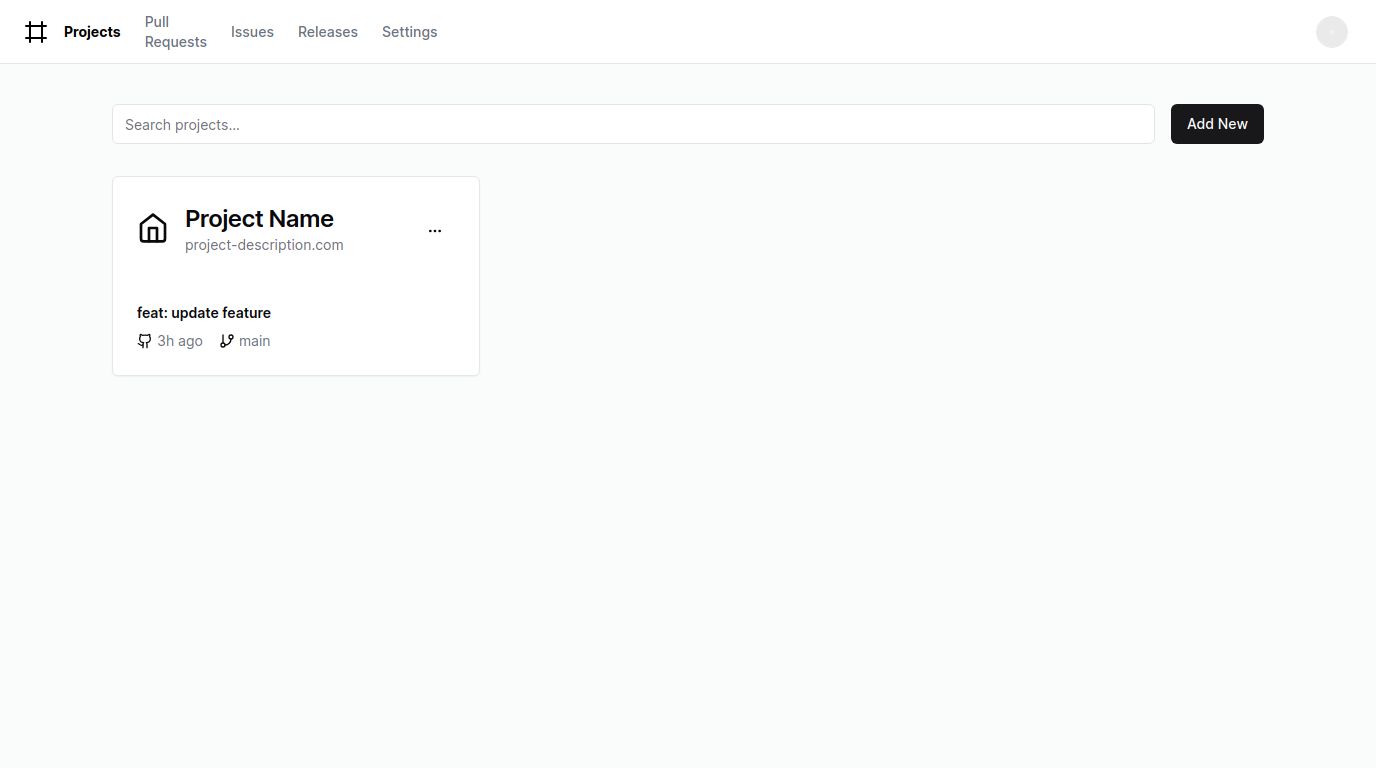 Projects
Pull
Requests
Issues
Releases
Settings
Search projects...
Add New
Project Name
project-description.com
feat: update feature
3h ago
main